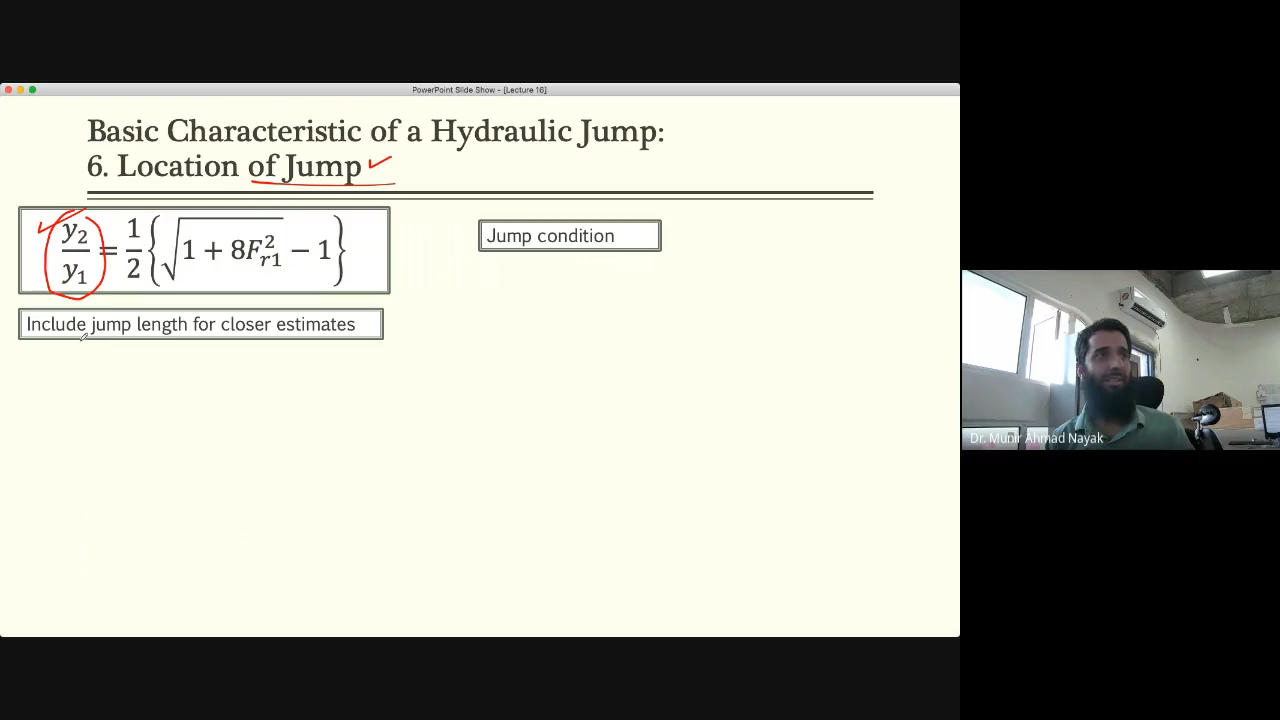 PowerPoint Slide Show - [Lecture 16]
Basic Characteristic of a Hydraulic Jump:
6. Location of Jump
y₂/y₁ = 1/2 {√(1 + 8F²ᵣ₁) − 1}
Jump condition
Include jump length for closer estimates
Dr. Munir Ahmad Nayak